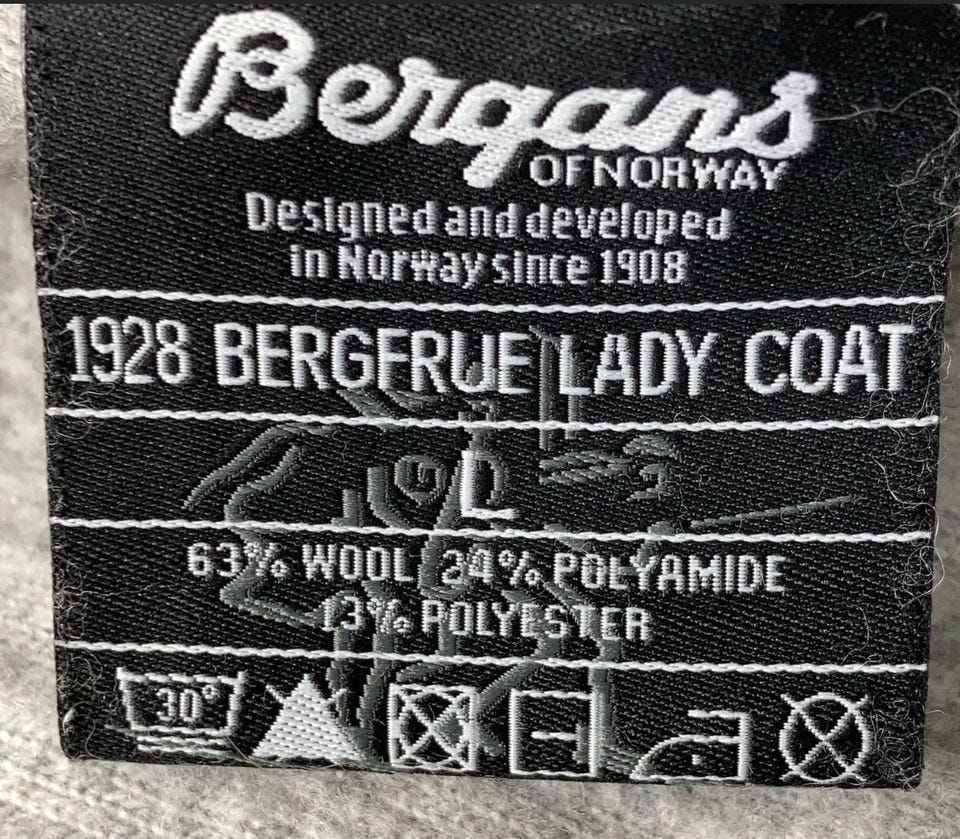 Bergans
OF NORWAY
Designed and developed
in Norway since 1908
1928 BERGFRUE LADY COAT
L
63% WOOL 24% POLYAMIDE
13% POLYESTER
30°